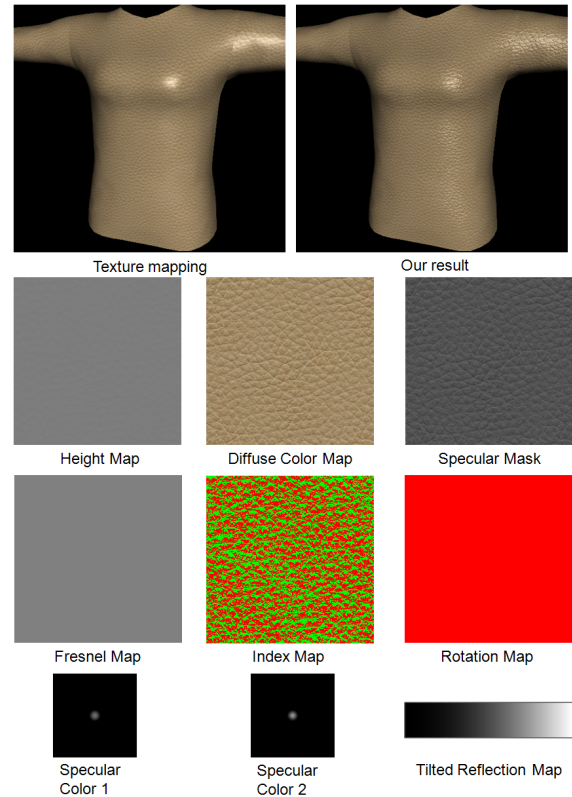 Texture mapping
Our result
Height Map
Diffuse Color Map
Specular Mask
Fresnel Map
Index Map
Rotation Map
Specular
Color 1
Specular
Color 2
Tilted Reflection Map